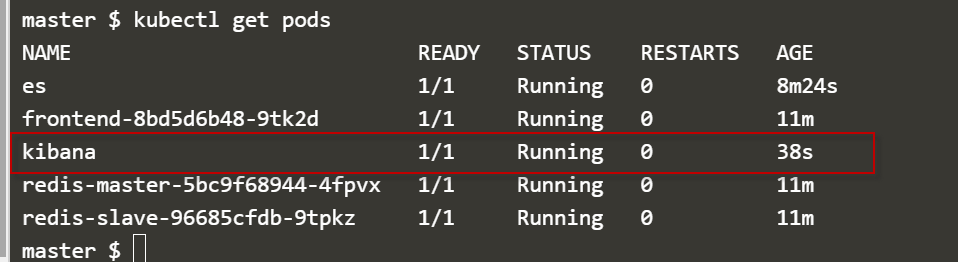 master $ kubectl get pods
NAME READY STATUS RESTARTS AGE
es 1/1 Running 0 8m24s
frontend-8bd5d6b48-9tk2d 1/1 Running 0 11m
kibana 1/1 Running 0 38s
redis-master-5bc9f68944-4fpvx 1/1 Running 0 11m
redis-slave-96685cfdb-9tpkz 1/1 Running 0 11m
master $